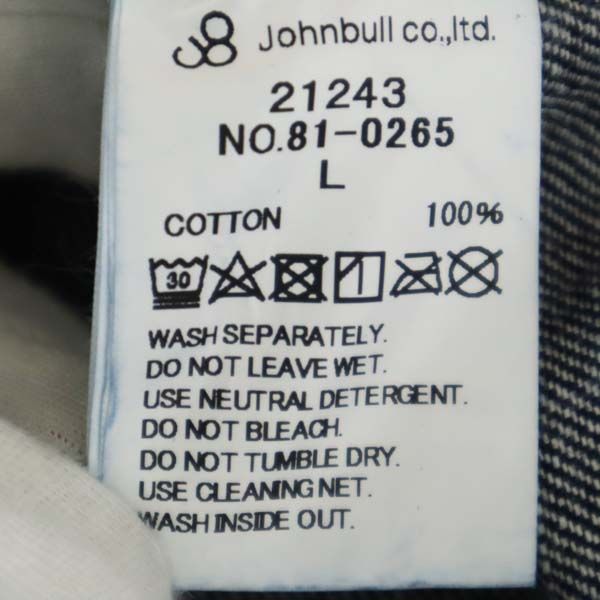 Johnbull co.,ltd.
21243
NO.81-0265
L
COTTON 100%
30
WASH SEPARATELY.
DO NOT LEAVE WET.
USE NEUTRAL DETERGENT.
DO NOT BLEACH.
DO NOT TUMBLE DRY.
USE CLEANING NET.
WASH INSIDE OUT.